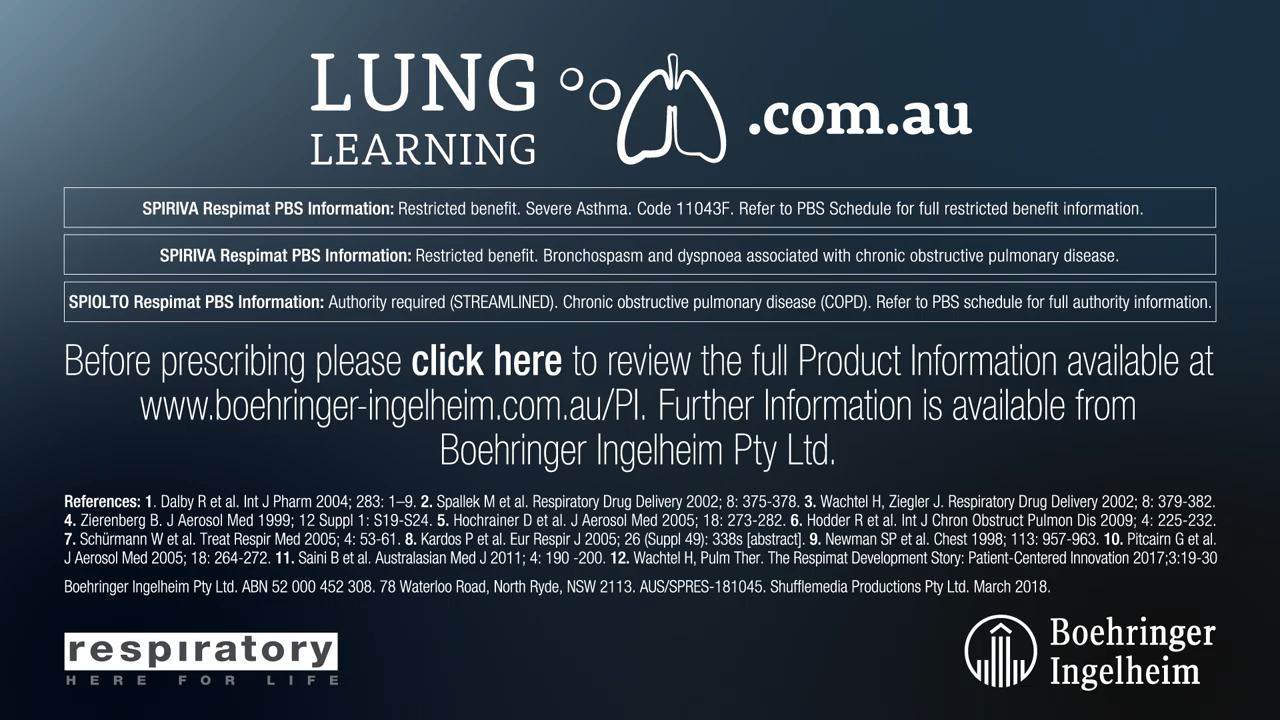 LUNG
LEARNING
.com.au
SPIRIVA Respimat PBS Information: Restricted benefit. Severe Asthma. Code 11043F. Refer to PBS Schedule for full restricted benefit information.
SPIRIVA Respimat PBS Information: Restricted benefit. Bronchospasm and dyspnoea associated with chronic obstructive pulmonary disease.
SPIOLTO Respimat PBS Information: Authority required (STREAMLINED). Chronic obstructive pulmonary disease (COPD). Refer to PBS schedule for full authority information.
Before prescribing please click here to review the full Product Information available at
www.boehringer-ingelheim.com.au/PI. Further Information is available from
Boehringer Ingelheim Pty Ltd.
References: 1. Dalby R et al. Int J Pharm 2004; 283: 1–9. 2. Spallek M et al. Respiratory Drug Delivery 2002; 8: 375-378. 3. Wachtel H, Ziegler J. Respiratory Drug Delivery 2002; 8: 379-382.
4. Zierenberg B. J Aerosol Med 1999; 12 Suppl 1: S19-S24. 5. Hochrainer D et al. J Aerosol Med 2005; 18: 273-282. 6. Hodder R et al. Int J Chron Obstruct Pulmon Dis 2009; 4: 225-232.
7. Schürmann W et al. Treat Respir Med 2005; 4: 53-61. 8. Kardos P et al. Eur Respir J 2005; 26 (Suppl 49): 338s [abstract]. 9. Newman SP et al. Chest 1998; 113: 957-963. 10. Pitcairn G et al.
J Aerosol Med 2005; 18: 264-272. 11. Saini B et al. Australasian Med J 2011; 4: 190 -200. 12. Wachtel H, Pulm Ther. The Respimat Development Story: Patient-Centered Innovation 2017;3:19-30
Boehringer Ingelheim Pty Ltd. ABN 52 000 452 308. 78 Waterloo Road, North Ryde, NSW 2113. AUS/SPRES-181045. Shufflemedia Productions Pty Ltd. March 2018.
respiratory
HERE FOR LIFE
Boehringer
Ingelheim